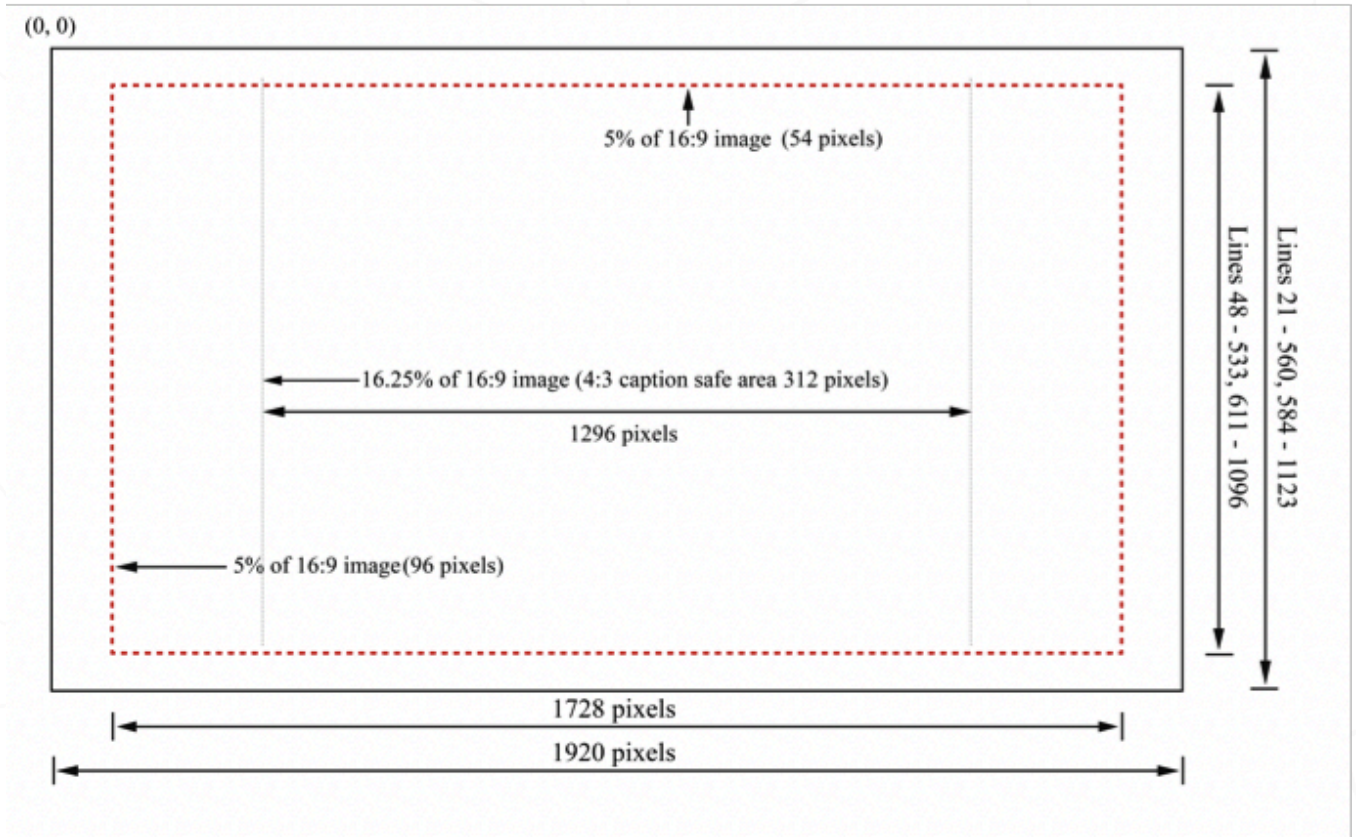 (0, 0)
5% of 16:9 image (54 pixels)
16.25% of 16:9 image (4:3 caption safe area 312 pixels)
1296 pixels
5% of 16:9 image(96 pixels)
1728 pixels
1920 pixels
Lines 48 - 533, 611 - 1096
Lines 21 - 560, 584 - 1123